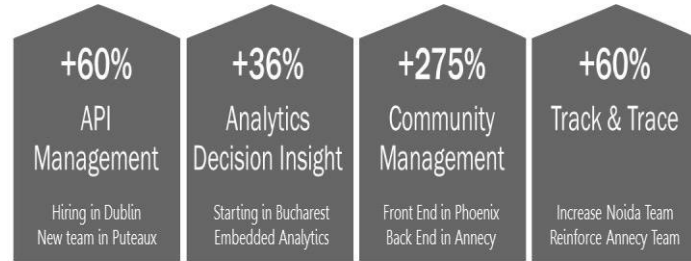 +60%
API
Management
Hiring in Dublin
New team in Puteaux
+36%
Analytics
Decision Insight
Starting in Bucharest
Embedded Analytics
+275%
Community
Management
Front End in Phoenix
Back End in Annecy
+60%
Track & Trace
Increase Noida Team
Reinforce Annecy Team